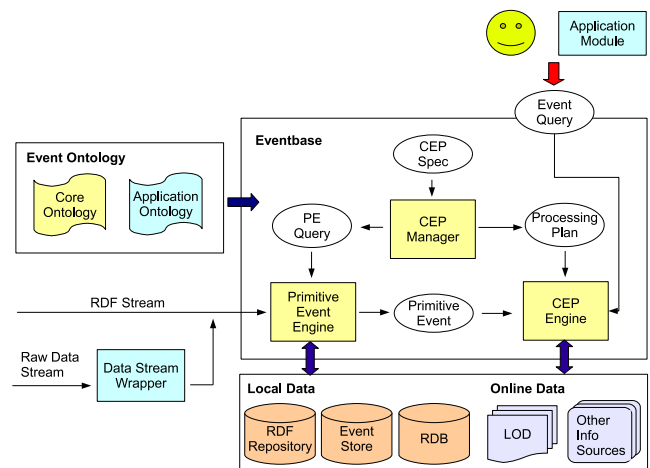 Application
Module
Event
Query
Eventbase
CEP
Spec
Event Ontology
Core
Ontology
Application
Ontology
PE
Query
CEP
Manager
Processing
Plan
RDF Stream
Primitive
Event
Engine
Primitive
Event
CEP
Engine
Raw Data
Stream
Data Stream
Wrapper
Local Data
Online Data
RDF
Repository
Event
Store
RDB
LOD
Other
Info
Sources